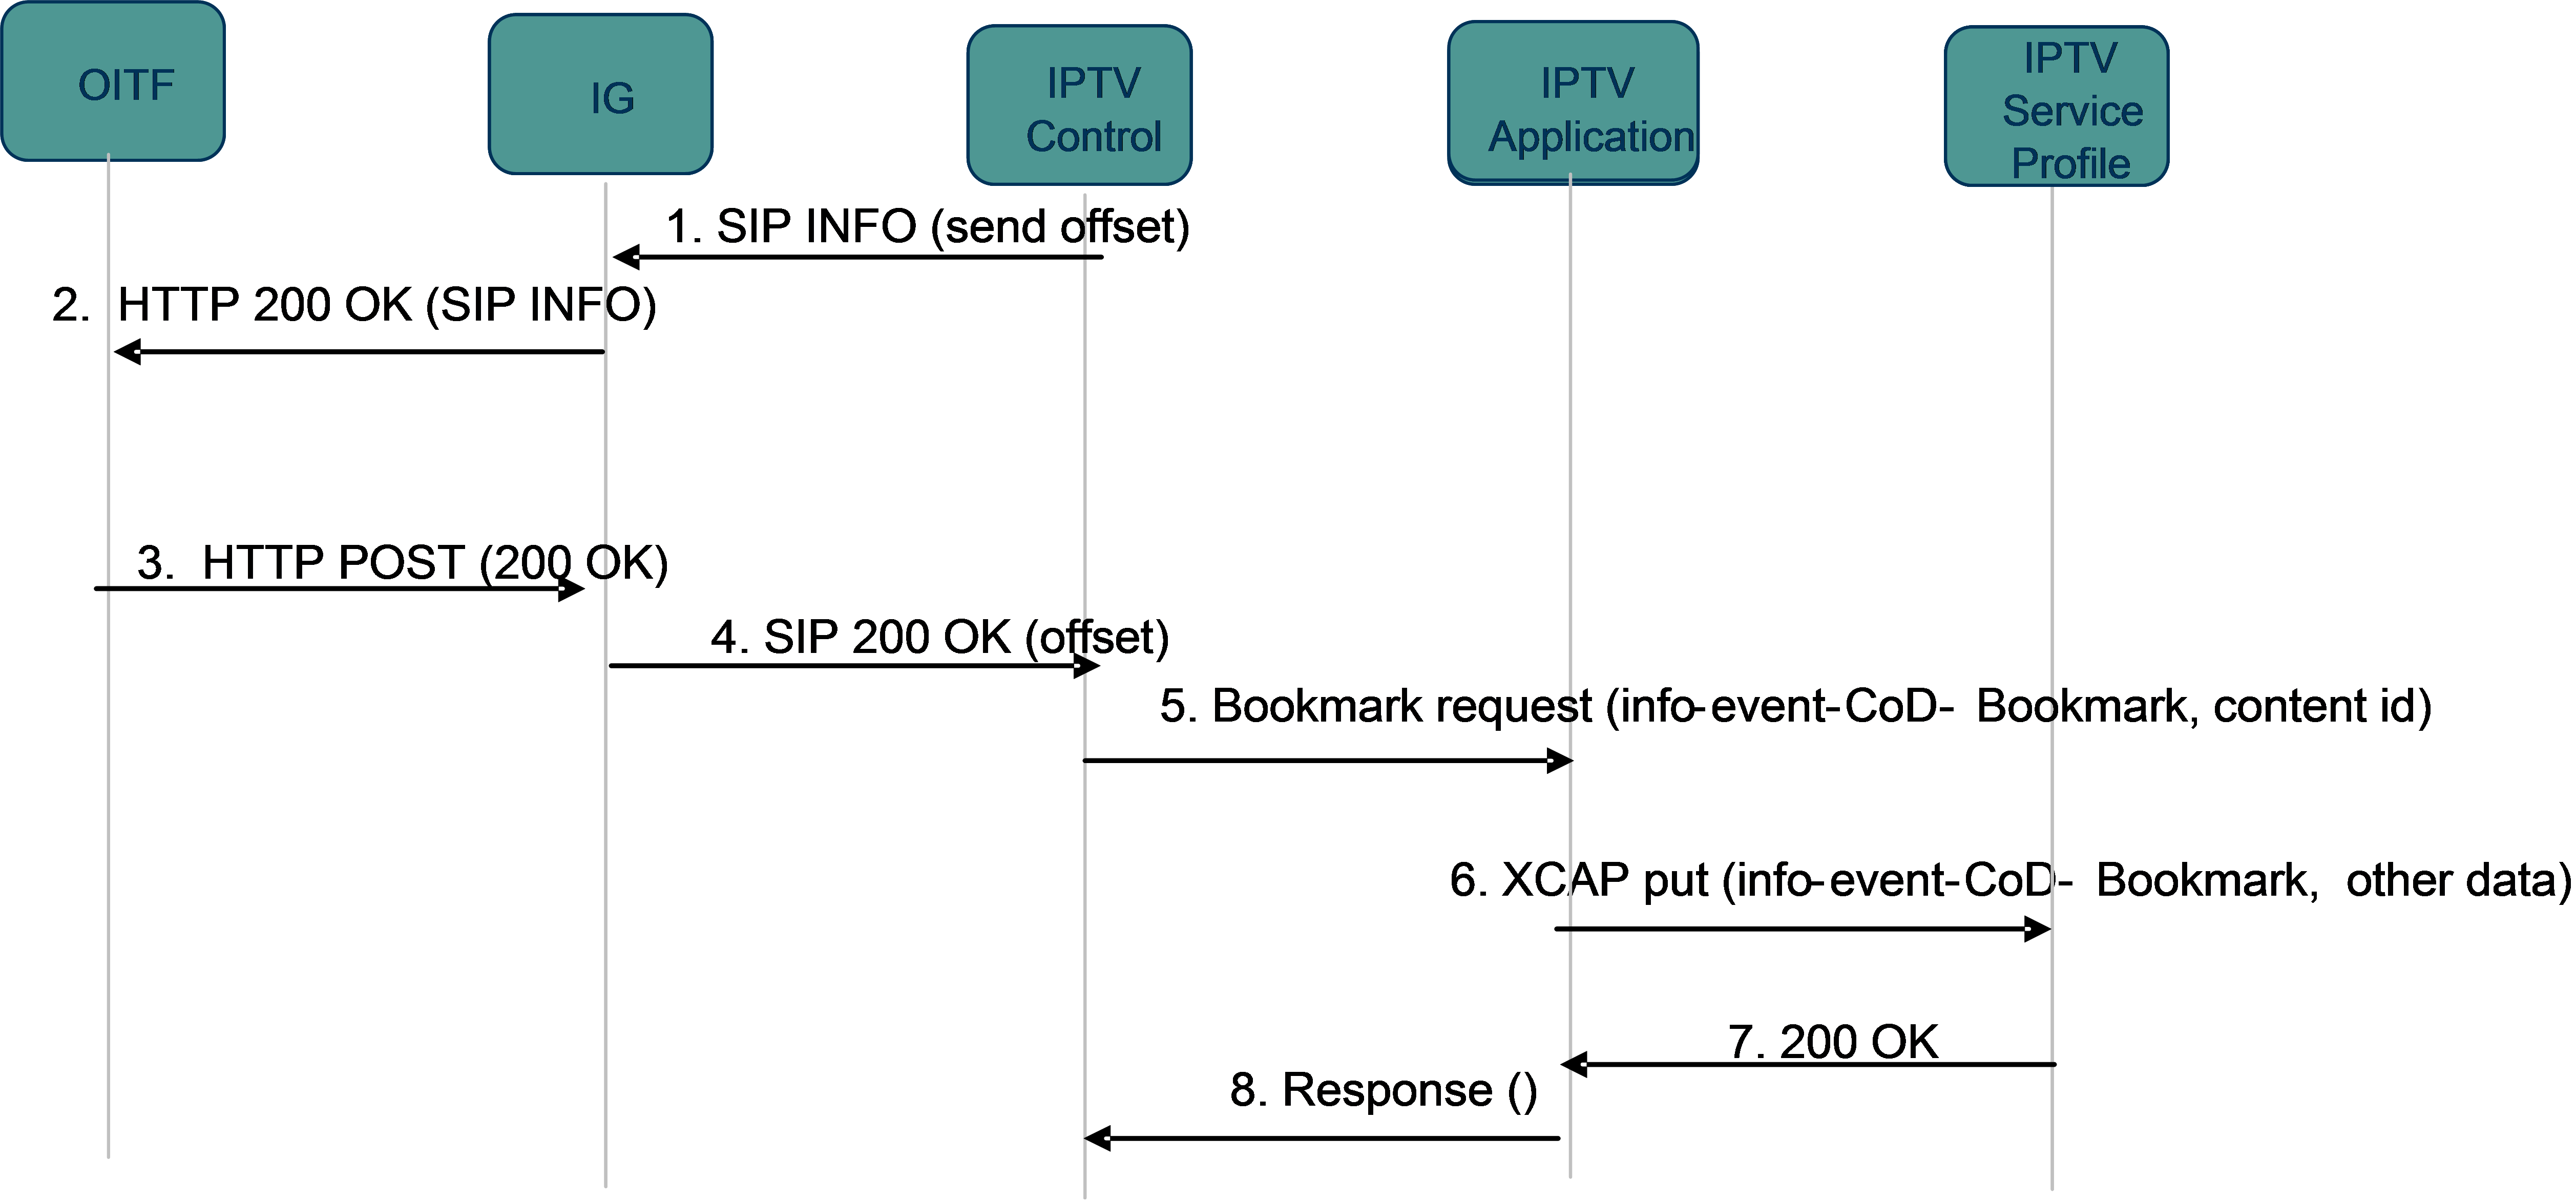 OITF
IG
IPTV
Control
IPTV
Application
IPTV
Service
Profile
1. SIP INFO (send offset)
2. HTTP 200 OK (SIP INFO)
3. HTTP POST (200 OK)
4. SIP 200 OK (offset)
5. Bookmark request (info-event-CoD- Bookmark, content id)
6. XCAP put (info-event-CoD- Bookmark, other data)
7. 200 OK
8. Response ()